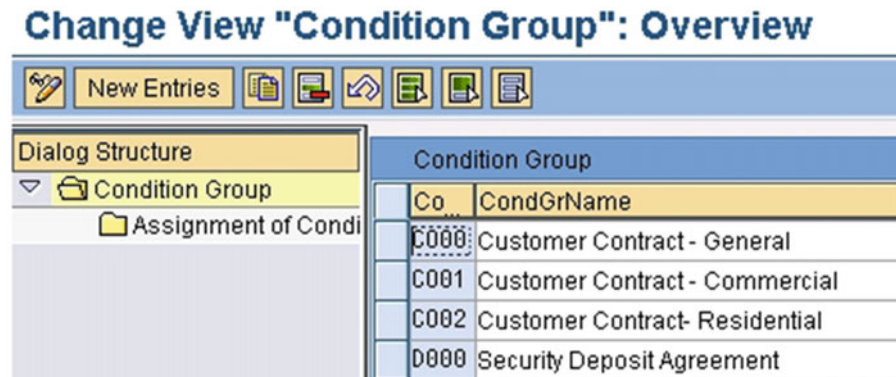 Change View "Condition Group": Overview
New Entries
Dialog Structure
Condition Group
Assignment of Condi
Condition Group
Co... CondGrName
C000 Customer Contract - General
C001 Customer Contract - Commercial
C002 Customer Contract- Residential
D000 Security Deposit Agreement